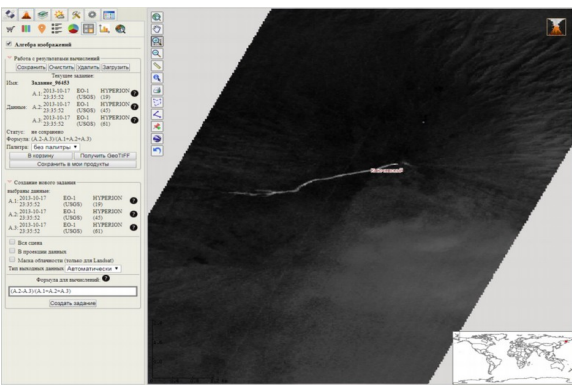 Алгебра изображений
Работа с результатами вычислений
Сохранить Очистить Удалить Загрузить
Текущее задание:
Имя: Задание_96453
A.1: 2013-10-17 23:35:52 EO-1 (USGS) HYPERION (19)
Данные: A.2: 2013-10-17 23:35:52 EO-1 (USGS) HYPERION (45)
A.3: 2013-10-17 23:35:52 EO-1 (USGS) HYPERION (61)
Статус: не сохранено
Формула: (A.2-A.3)/(A.1+A.2+A.3)
Палитра: без палитры
В корзину Получить GeoTIFF
Сохранить в мои продукты
Создание нового задания
выбраны данные:
A.1: 2013-10-17 23:35:52 EO-1 (USGS) HYPERION (19)
A.2: 2013-10-17 23:35:52 EO-1 (USGS) HYPERION (45)
A.3: 2013-10-17 23:35:52 EO-1 (USGS) HYPERION (61)
Вся сцена
В проекции данных
Маска облачности (только для Landsat)
Тип выходных данных: Автоматически
Формула для вычислений:
(A.2-A.3)/(A.1+A.2+A.3)
Создать задание